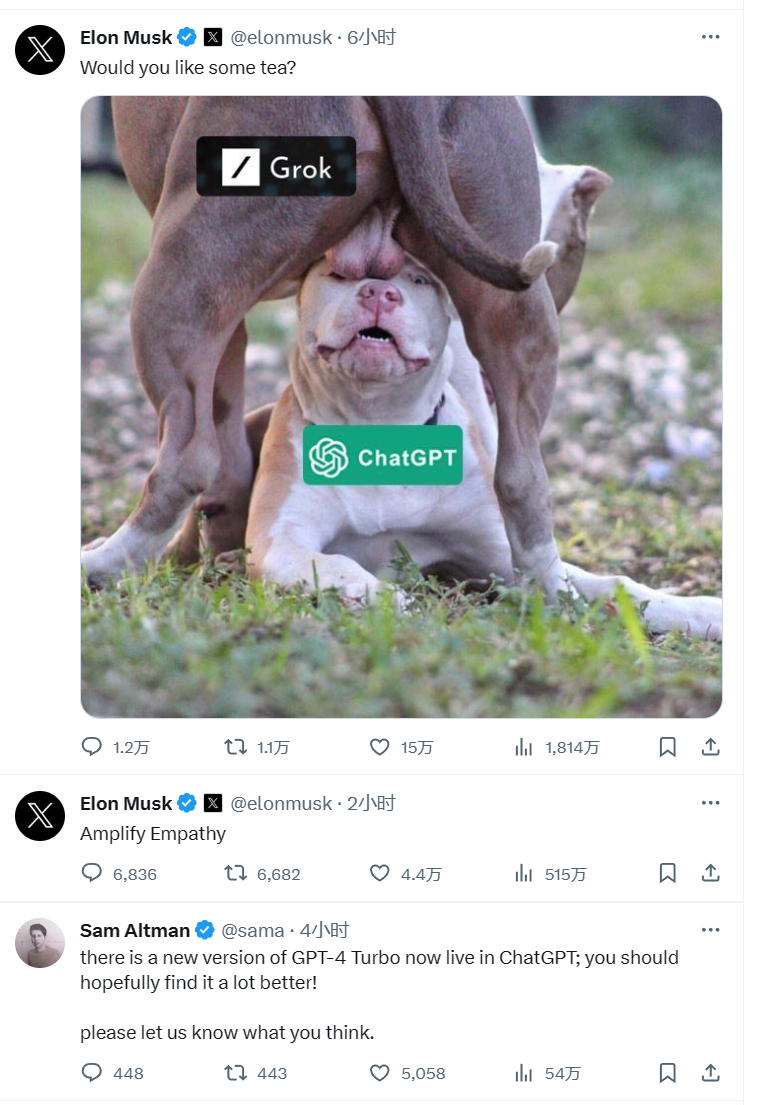 Elon Musk @elonmusk · 6小时
Would you like some tea?
Grok
ChatGPT
1.2万 1.1万 15万 1,814万
Elon Musk @elonmusk · 2小时
Amplify Empathy
6,836 6,682 4.4万 515万
Sam Altman @sama · 4小时
there is a new version of GPT-4 Turbo now live in ChatGPT; you should
hopefully find it a lot better!
please let us know what you think.
448 443 5,058 54万